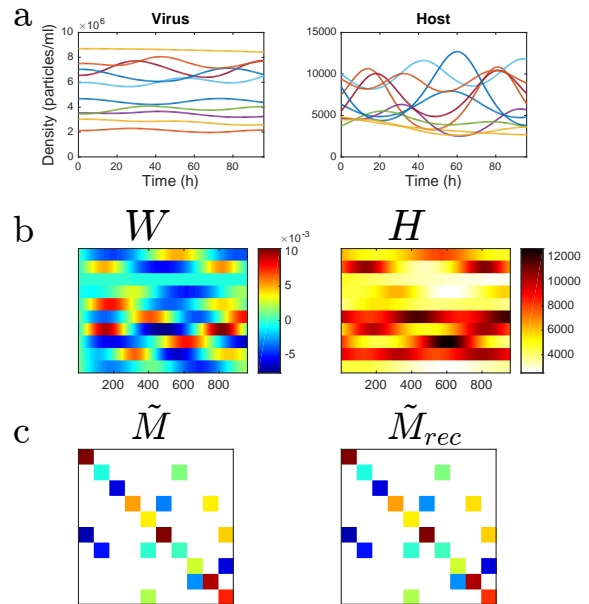 a
Virus
Host
× 10^6
Density (particles/ml)
10
8
6
4
2
0
0 20 40 60 80
Time (h)
15000
10000
5000
0
0 20 40 60 80
Time (h)
b
W
H
× 10^-3
10
5
0
-5
200 400 600 800
12000
10000
8000
6000
4000
200 400 600 800
c
M̃
M̃_rec